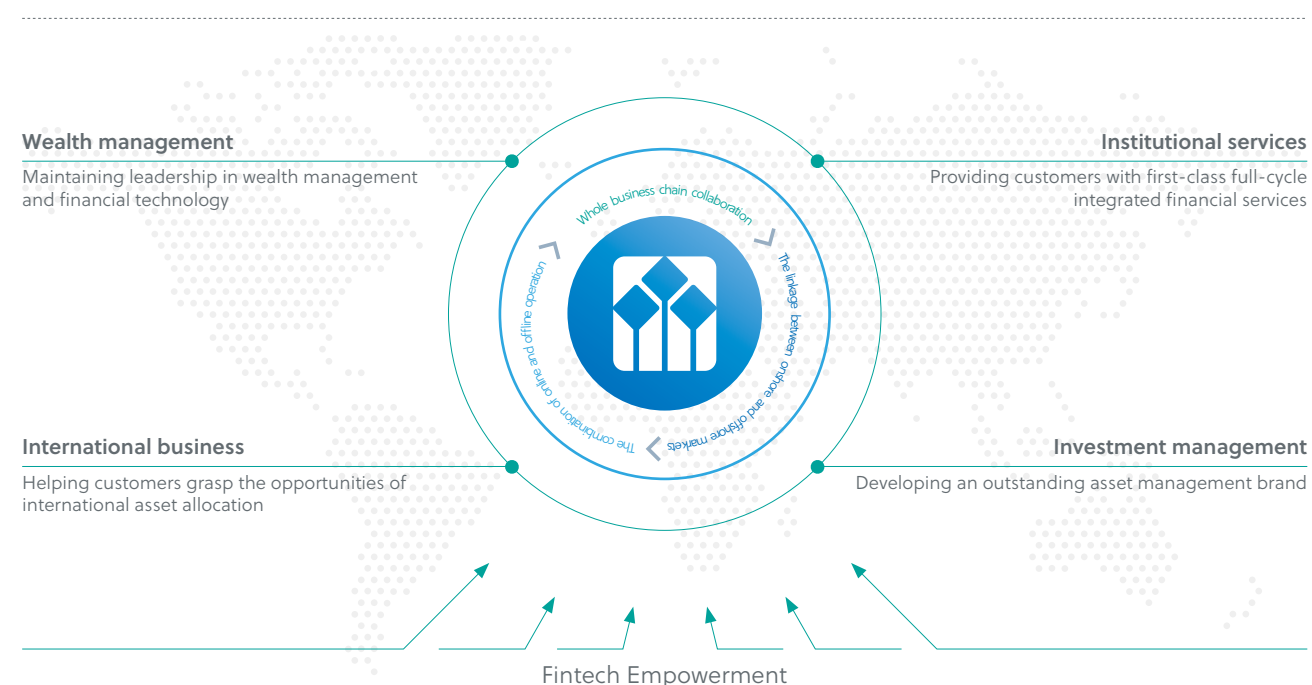 Wealth management
Maintaining leadership in wealth management
and financial technology
Institutional services
Providing customers with first-class full-cycle
integrated financial services
Whole business chain collaboration
The linkage between onshore and offshore markets
The combination of online and offline operation
International business
Helping customers grasp the opportunities of
international asset allocation
Investment management
Developing an outstanding asset management brand
Fintech Empowerment